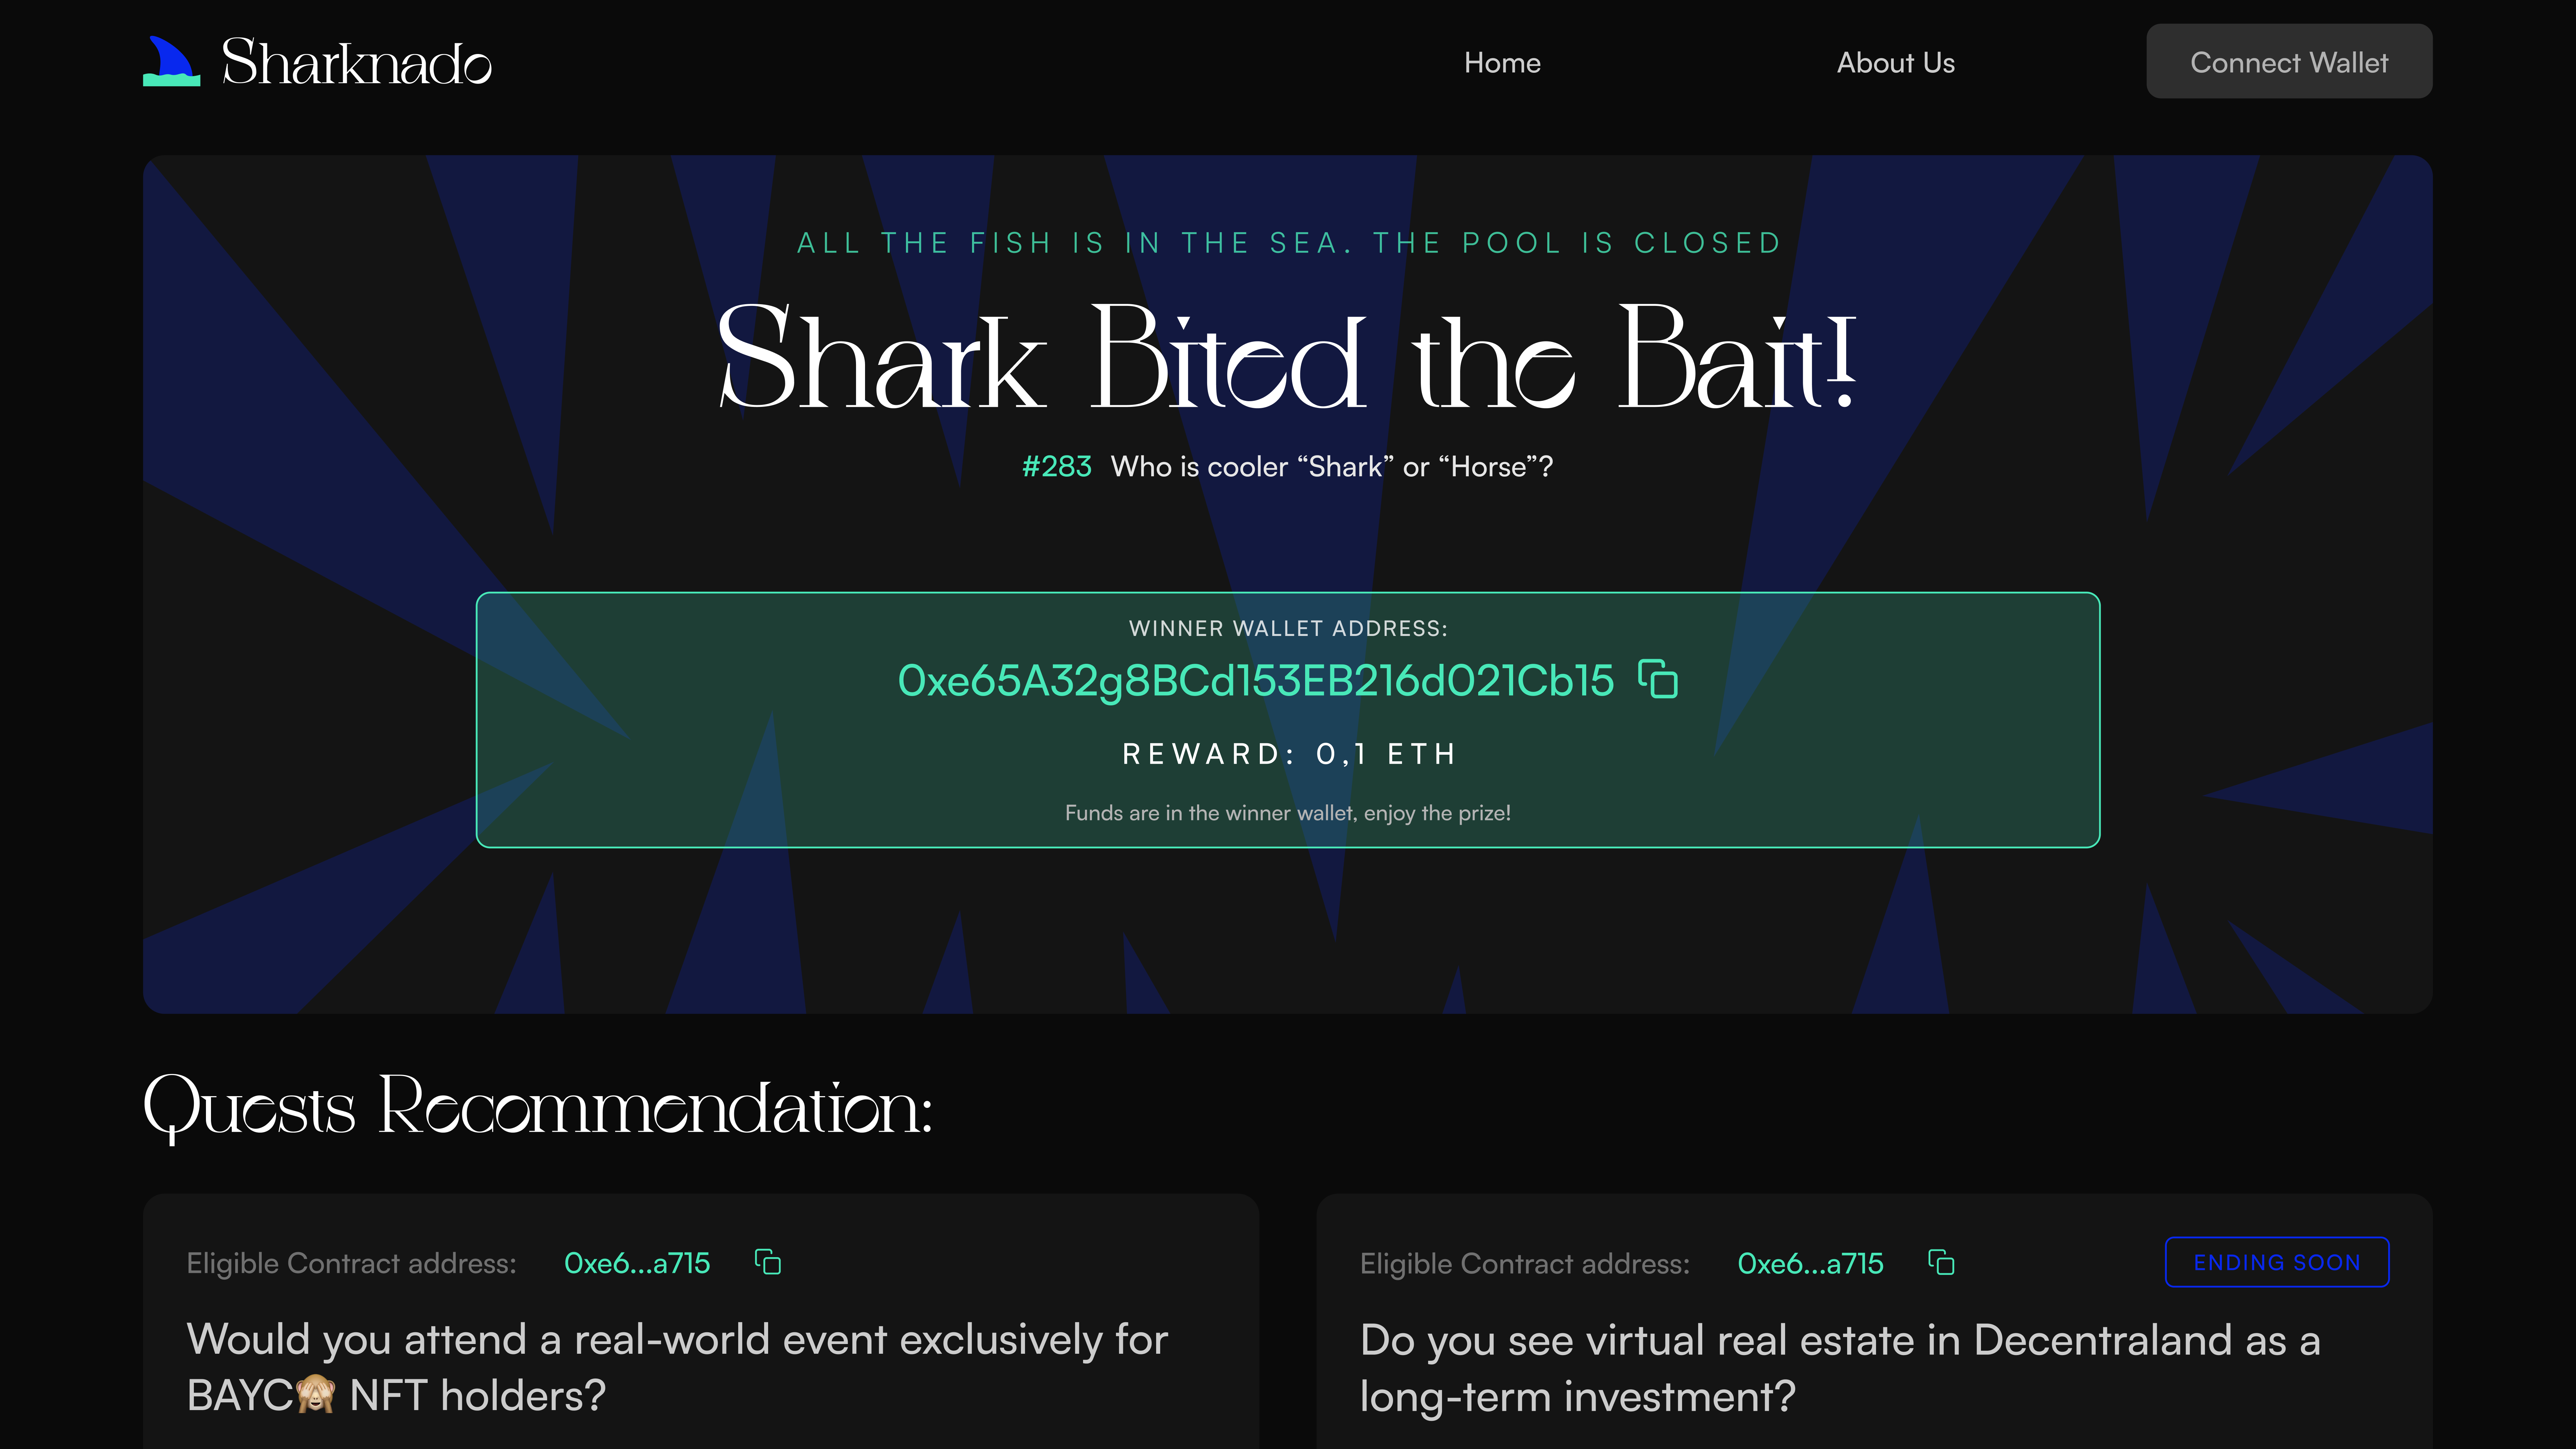 Sharknado
Home
About Us
Connect Wallet
ALL THE FISH IS IN THE SEA. THE POOL IS CLOSED
Shark Bited the Bait!
#283 Who is cooler “Shark” or “Horse”?
WINNER WALLET ADDRESS:
0xe65A32g8BCd153EB216d021Cb15
REWARD: 0,1 ETH
Funds are in the winner wallet, enjoy the prize!
Quests Recommendation:
Eligible Contract address: 0xe6...a715
Would you attend a real-world event exclusively for
BAYC🙈 NFT holders?
Eligible Contract address: 0xe6...a715
ENDING SOON
Do you see virtual real estate in Decentraland as a
long-term investment?